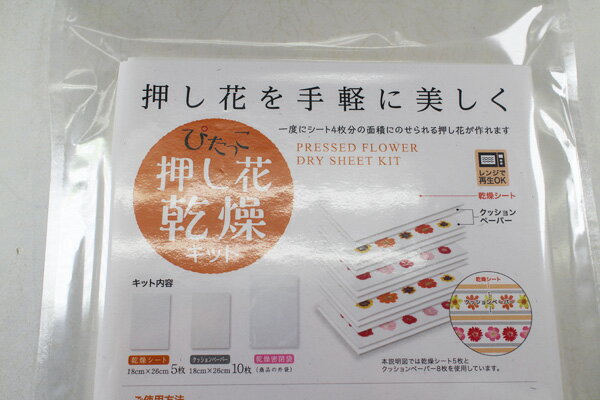 押し花を手軽に美しく
一度にシート4枚分の面積にのせられる押し花が作れます
ぴたっこ
押し花
乾燥
キット
PRESSED FLOWER
DRY SHEET KIT
レンジで
再生OK
乾燥シート
クッション
ペーパー
キット内容
乾燥シート
18cm×26cm 5枚
クッションペーパー
18cm×26cm 10枚
乾燥密閉袋
(商品の外袋)
乾燥シート
クッションペーパー
本説明図では乾燥シート5枚と
クッションペーパー8枚を使用しています。
ご使用方法